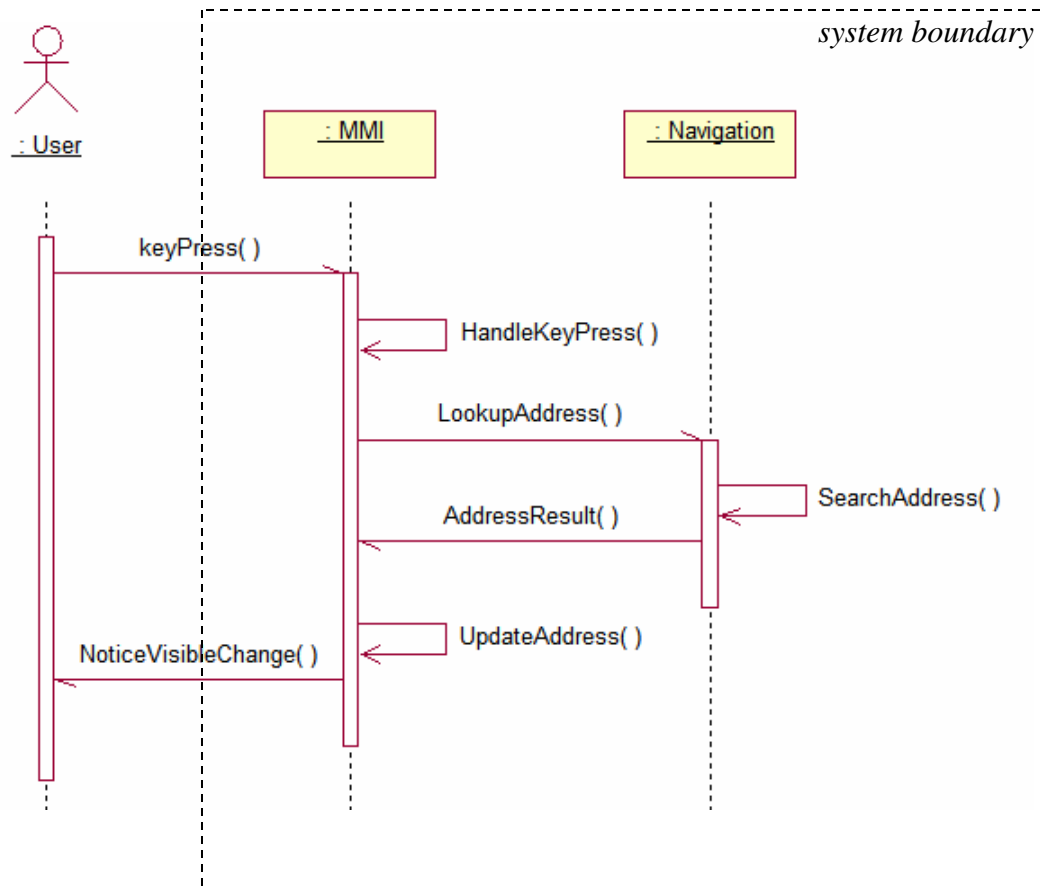 system boundary
: User
: MMI
: Navigation
keyPress( )
HandleKeyPress( )
LookupAddress( )
SearchAddress( )
AddressResult( )
UpdateAddress( )
NoticeVisibleChange( )